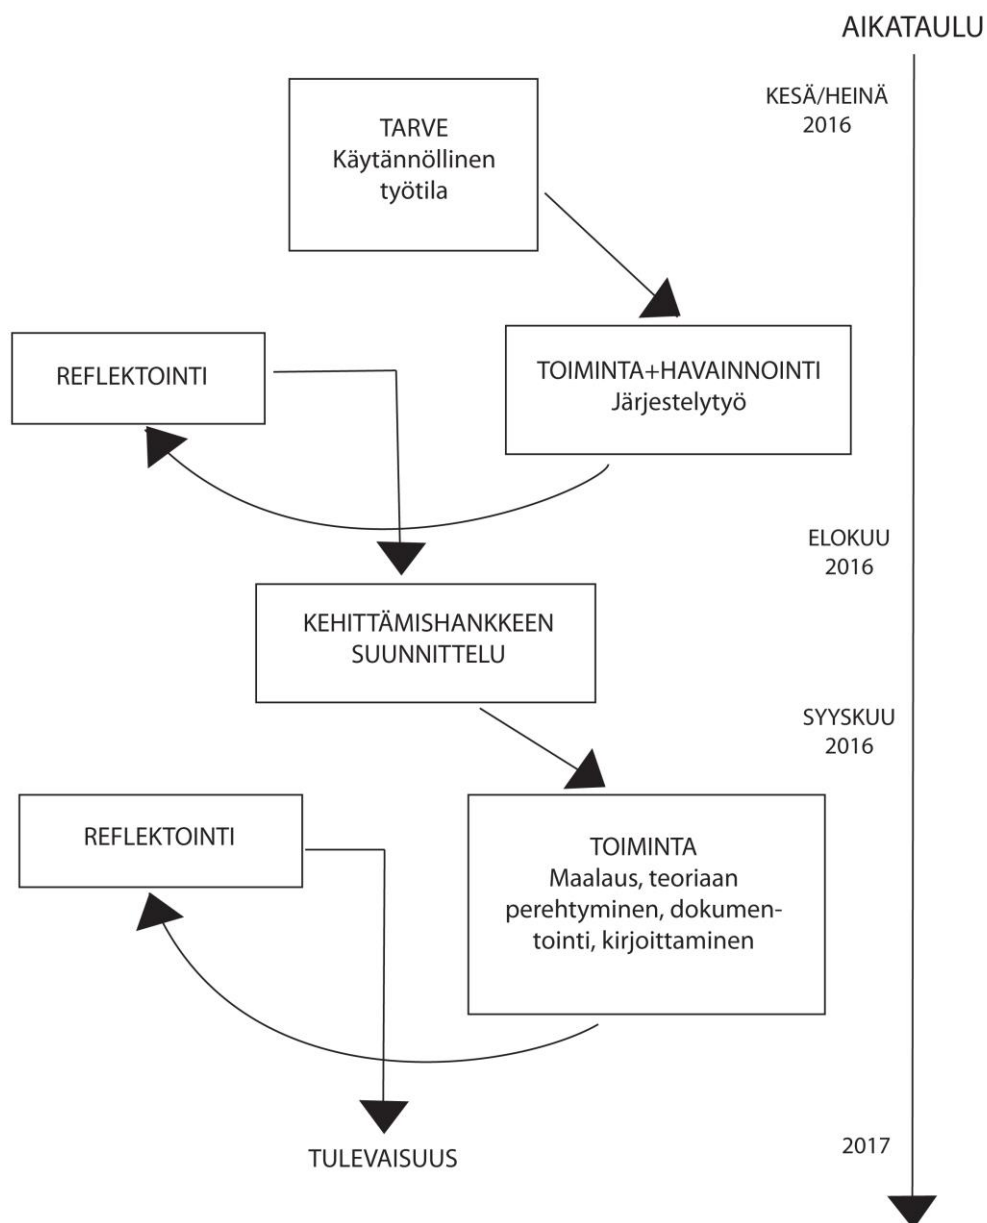 AIKATAULU
KESÄ/HEINÄ
2016
TARVE
Käytännöllinen
työtila
REFLEKTOINTI
TOIMINTA+HAVAINNOINTI
Järjestelytyö
ELOKUU
2016
KEHITTÄMISHANKKEEN
SUUNNITTELU
SYYSKUU
2016
REFLEKTOINTI
TOIMINTA
Maalaus, teoriaan
perehtyminen, dokumen-
tointi, kirjoittaminen
TULEVAISUUS
2017